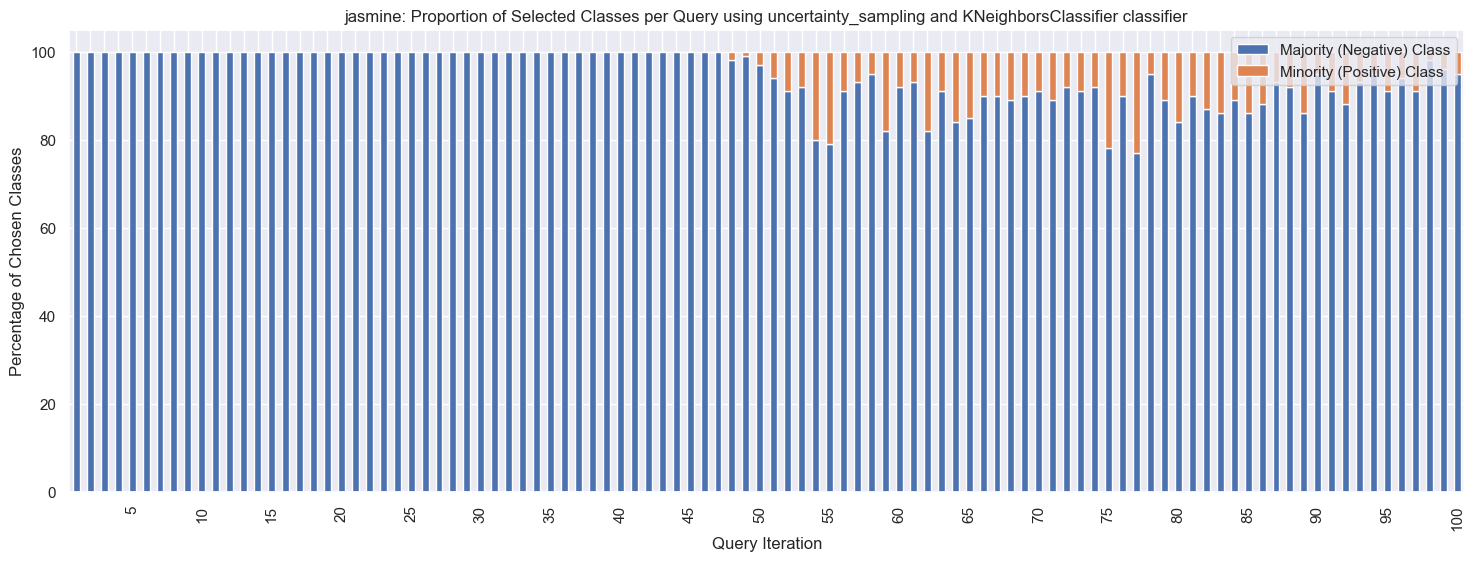 jasmine: Proportion of Selected Classes per Query using uncertainty_sampling and KNeighborsClassifier classifier
Majority (Negative) Class
Minority (Positive) Class
Percentage of Chosen Classes
100
80
60
40
20
0
5 10 15 20 25 30 35 40 45 50 55 60 65 70 75 80 85 90 95 100
Query Iteration